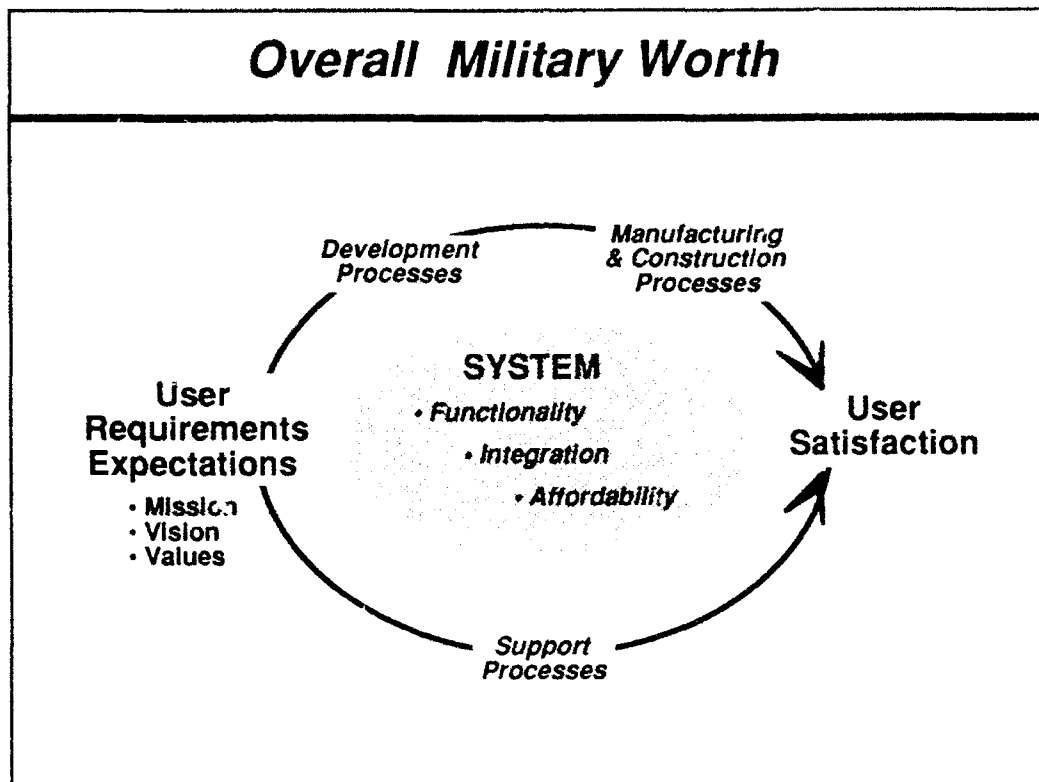 Overall Military Worth
Development
Processes
Manufacturing
& Construction
Processes
SYSTEM
• Functionality
• Integration
• Affordability
User
Requirements
Expectations
• Mission
• Vision
• Values
User
Satisfaction
Support
Processes